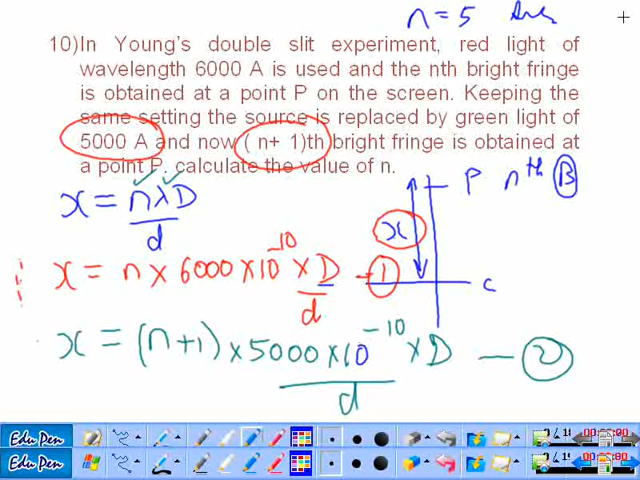 n = 5 Ans
10) In Young's double slit experiment, red light of
wavelength 6000 A is used and the nth bright fringe
is obtained at a point P on the screen. Keeping the
same setting the source is replaced by green light of
5000 A and now ( n+ 1)th bright fringe is obtained at
a point P. calculate the value of n.
x = nλD/d
P nth B
x
C
x = n × 6000 × 10^-10 × D/d - 1
x = (n+1) × 5000 × 10^-10 × D/d — 2
Edu Pen
Edu Pen